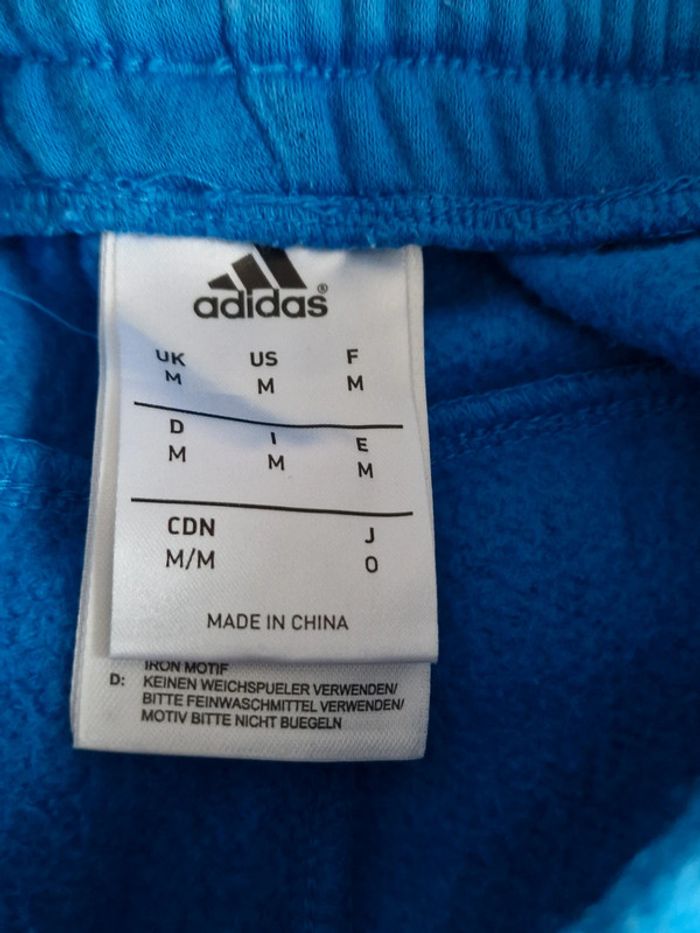 adidas®
UK US F
M M M
D I E
M M M
CDN J
M/M O
MADE IN CHINA
IRON MOTIF
D: KEINEN WEICHSPUELER VERWENDEN/
BITTE FEINWASCHMITTEL VERWENDEN/
MOTIV BITTE NICHT BUEGELN